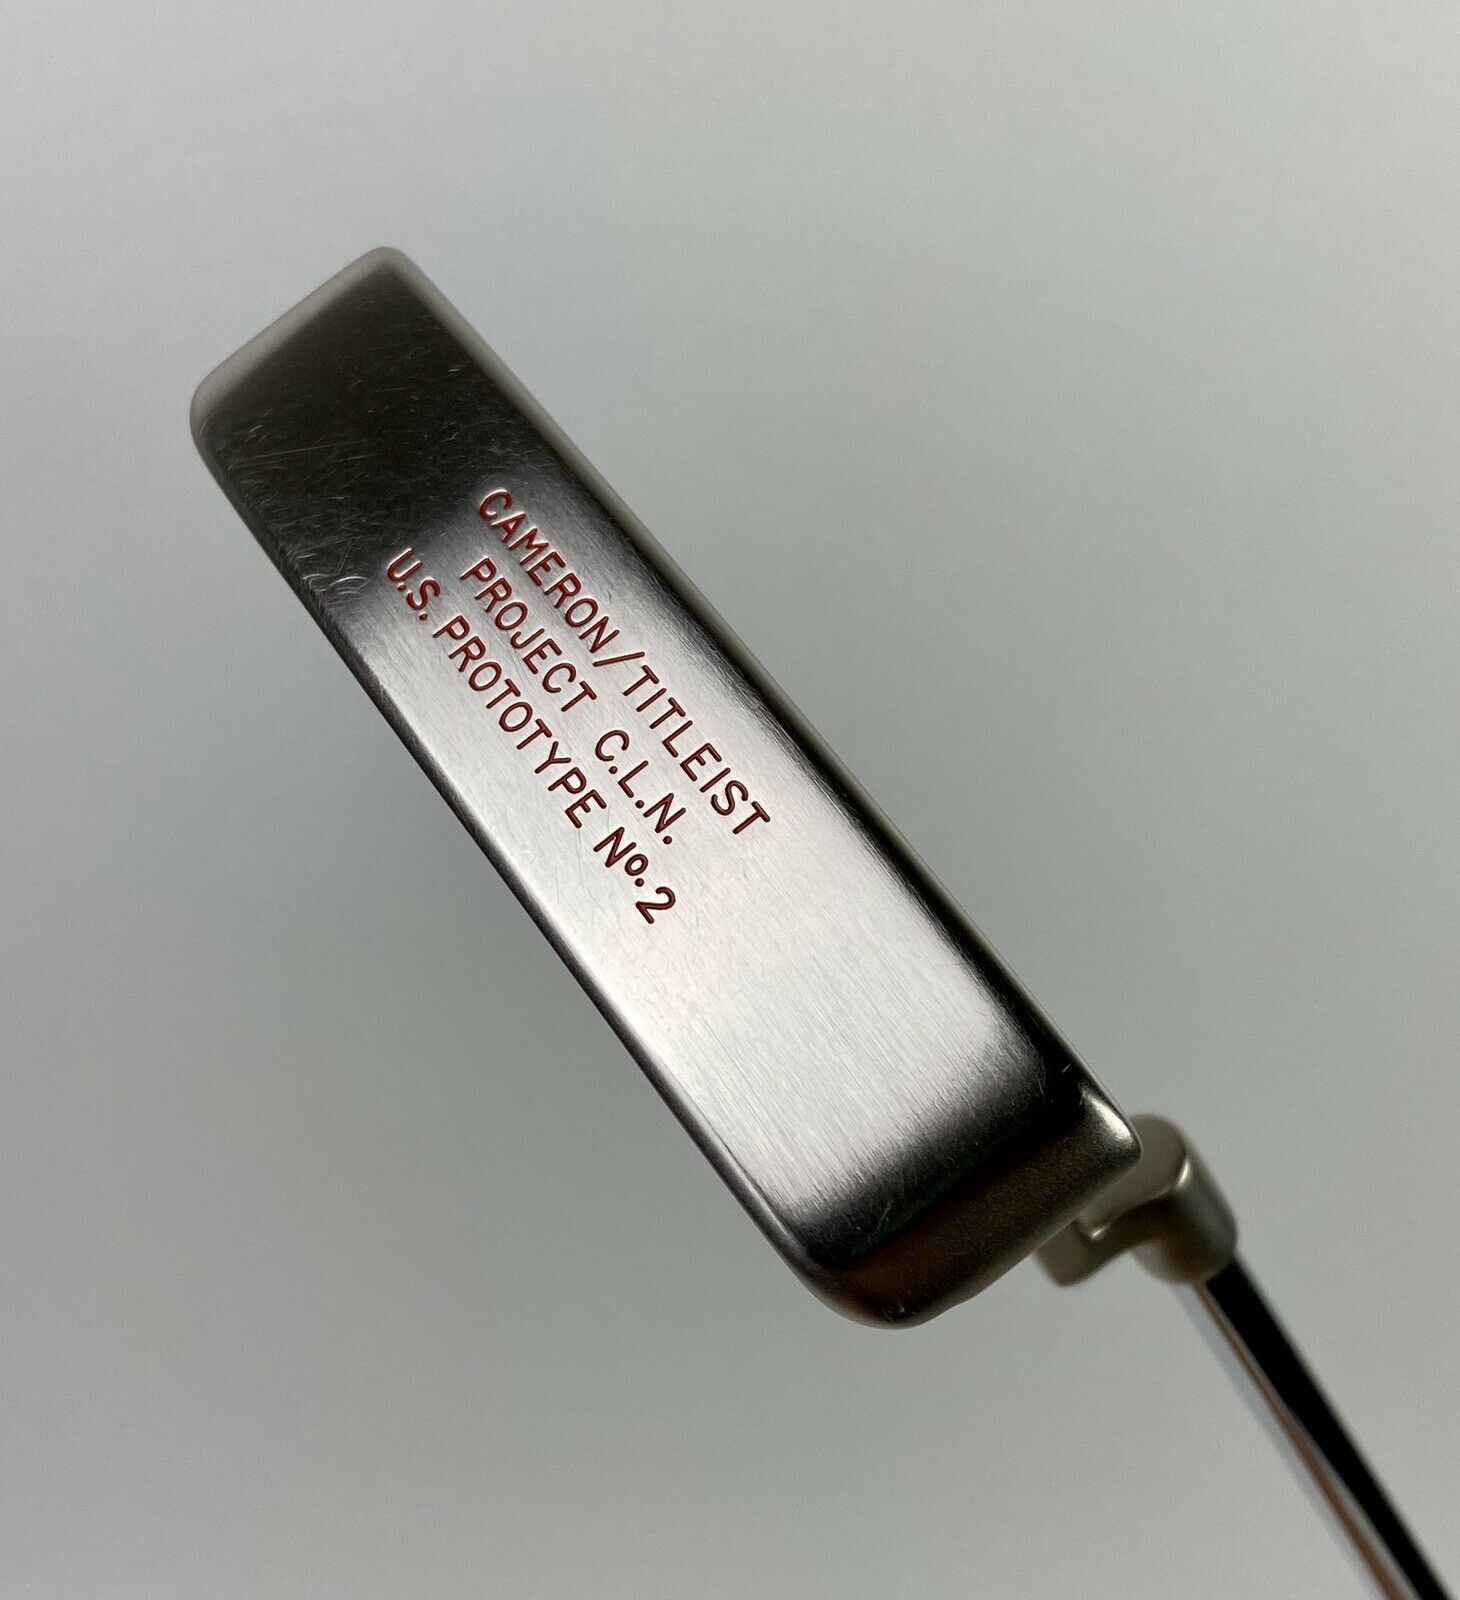 CAMERON/TITLEIST
PROJECT C.L.N.
U.S. PROTOTYPE No.2